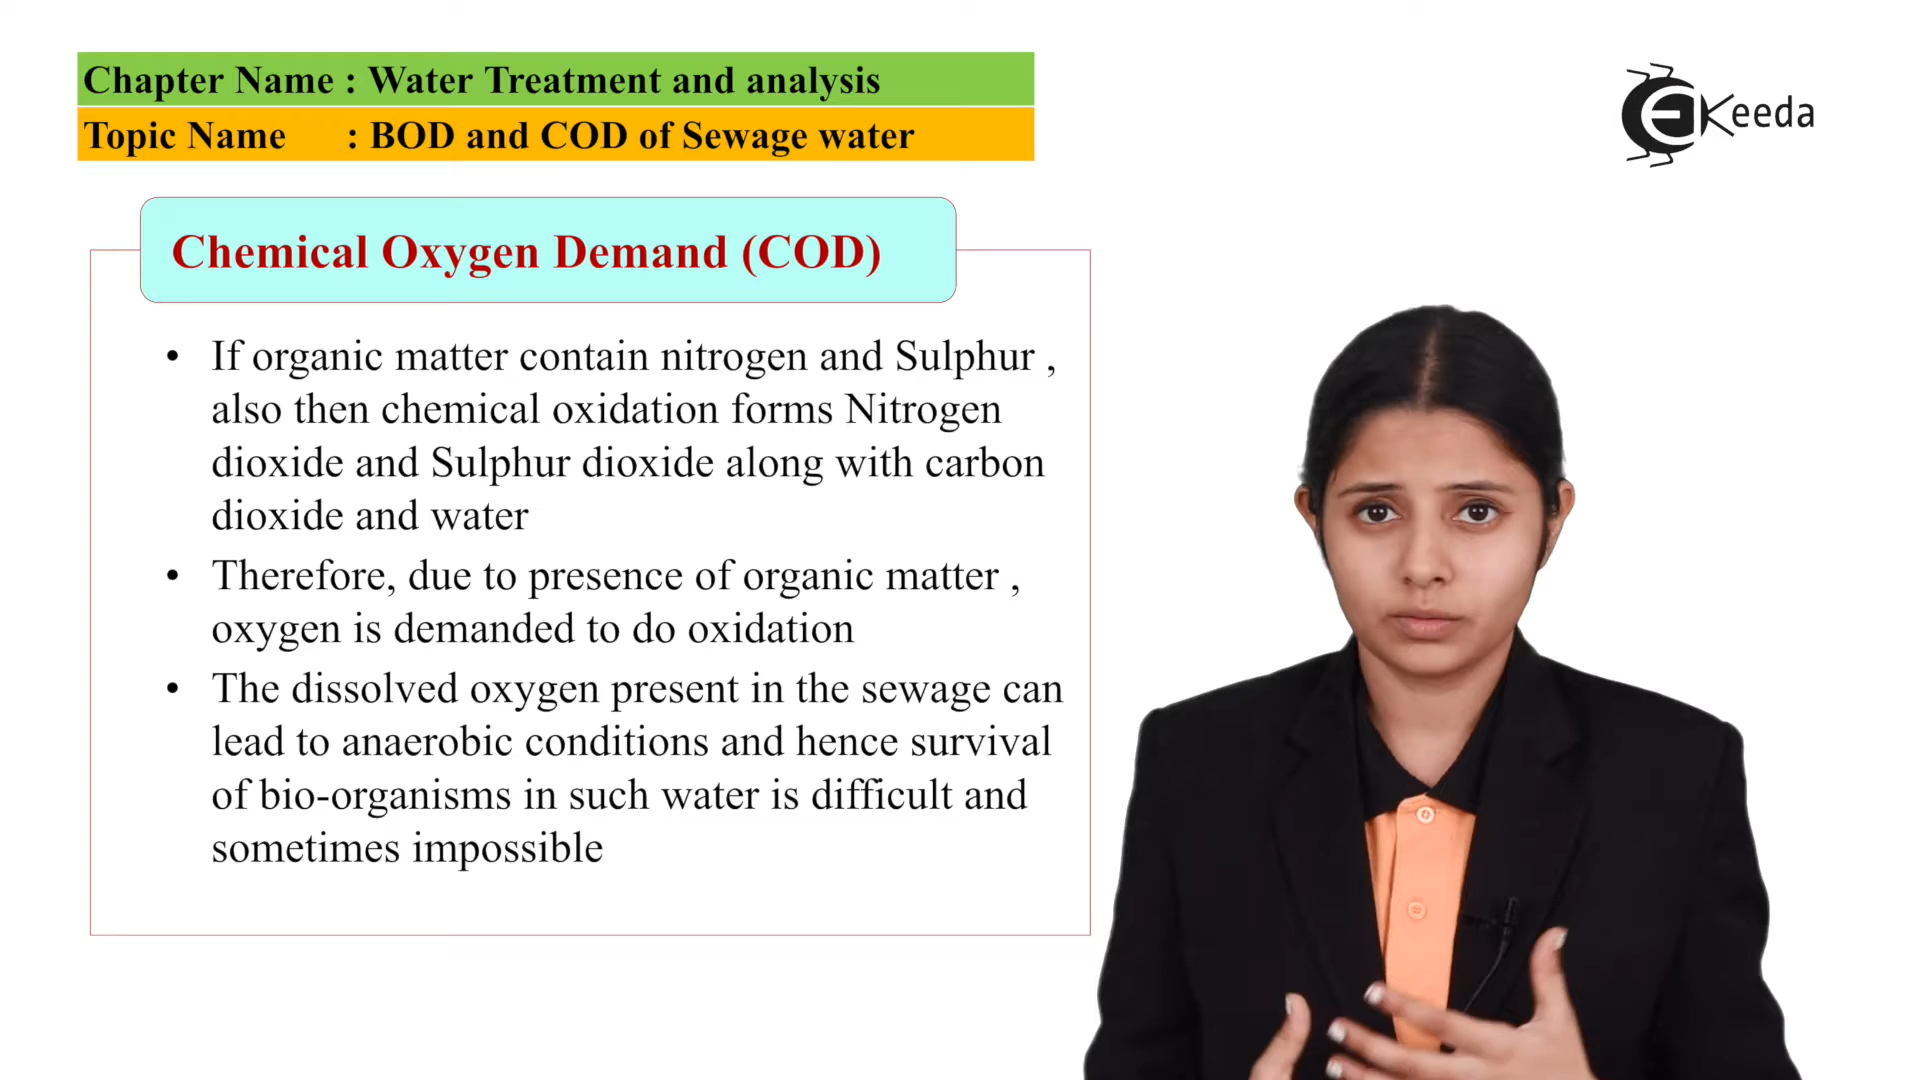 Chapter Name : Water Treatment and analysis
Topic Name : BOD and COD of Sewage water
EKeeda
Chemical Oxygen Demand (COD)
• If organic matter contain nitrogen and Sulphur ,
also then chemical oxidation forms Nitrogen
dioxide and Sulphur dioxide along with carbon
dioxide and water
• Therefore, due to presence of organic matter ,
oxygen is demanded to do oxidation
• The dissolved oxygen present in the sewage can
lead to anaerobic conditions and hence survival
of bio-organisms in such water is difficult and
sometimes impossible